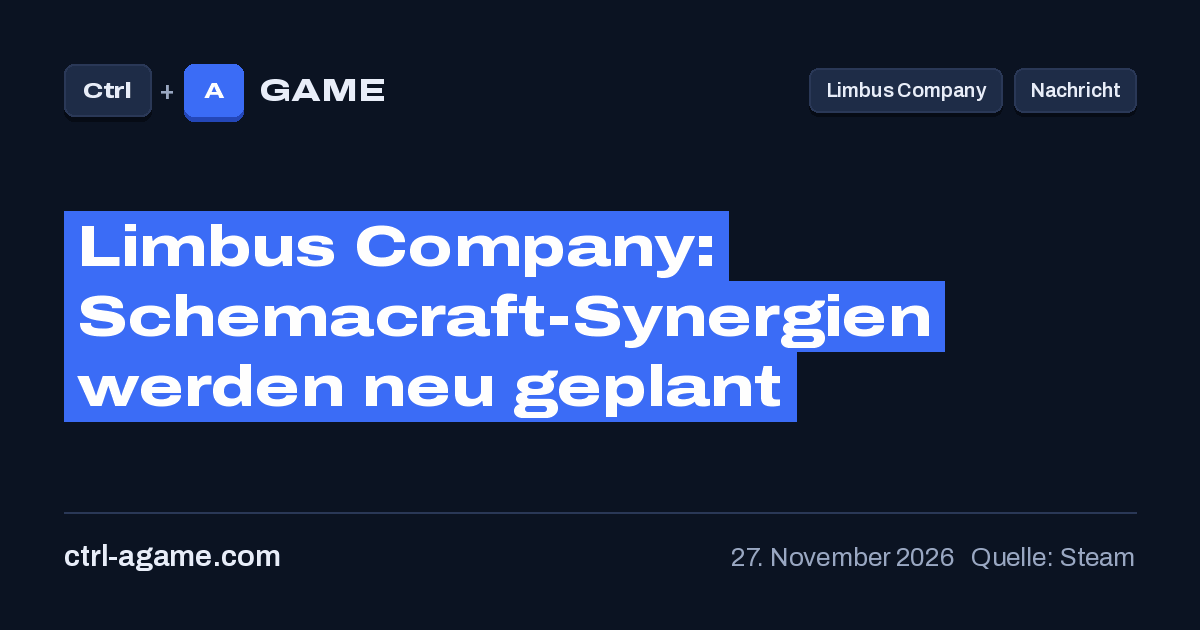 Ctrl + A GAME
Limbus Company Nachricht
Limbus Company:
Schemacraft-Synergien
werden neu geplant
ctrl-agame.com
27. November 2026 Quelle: Steam